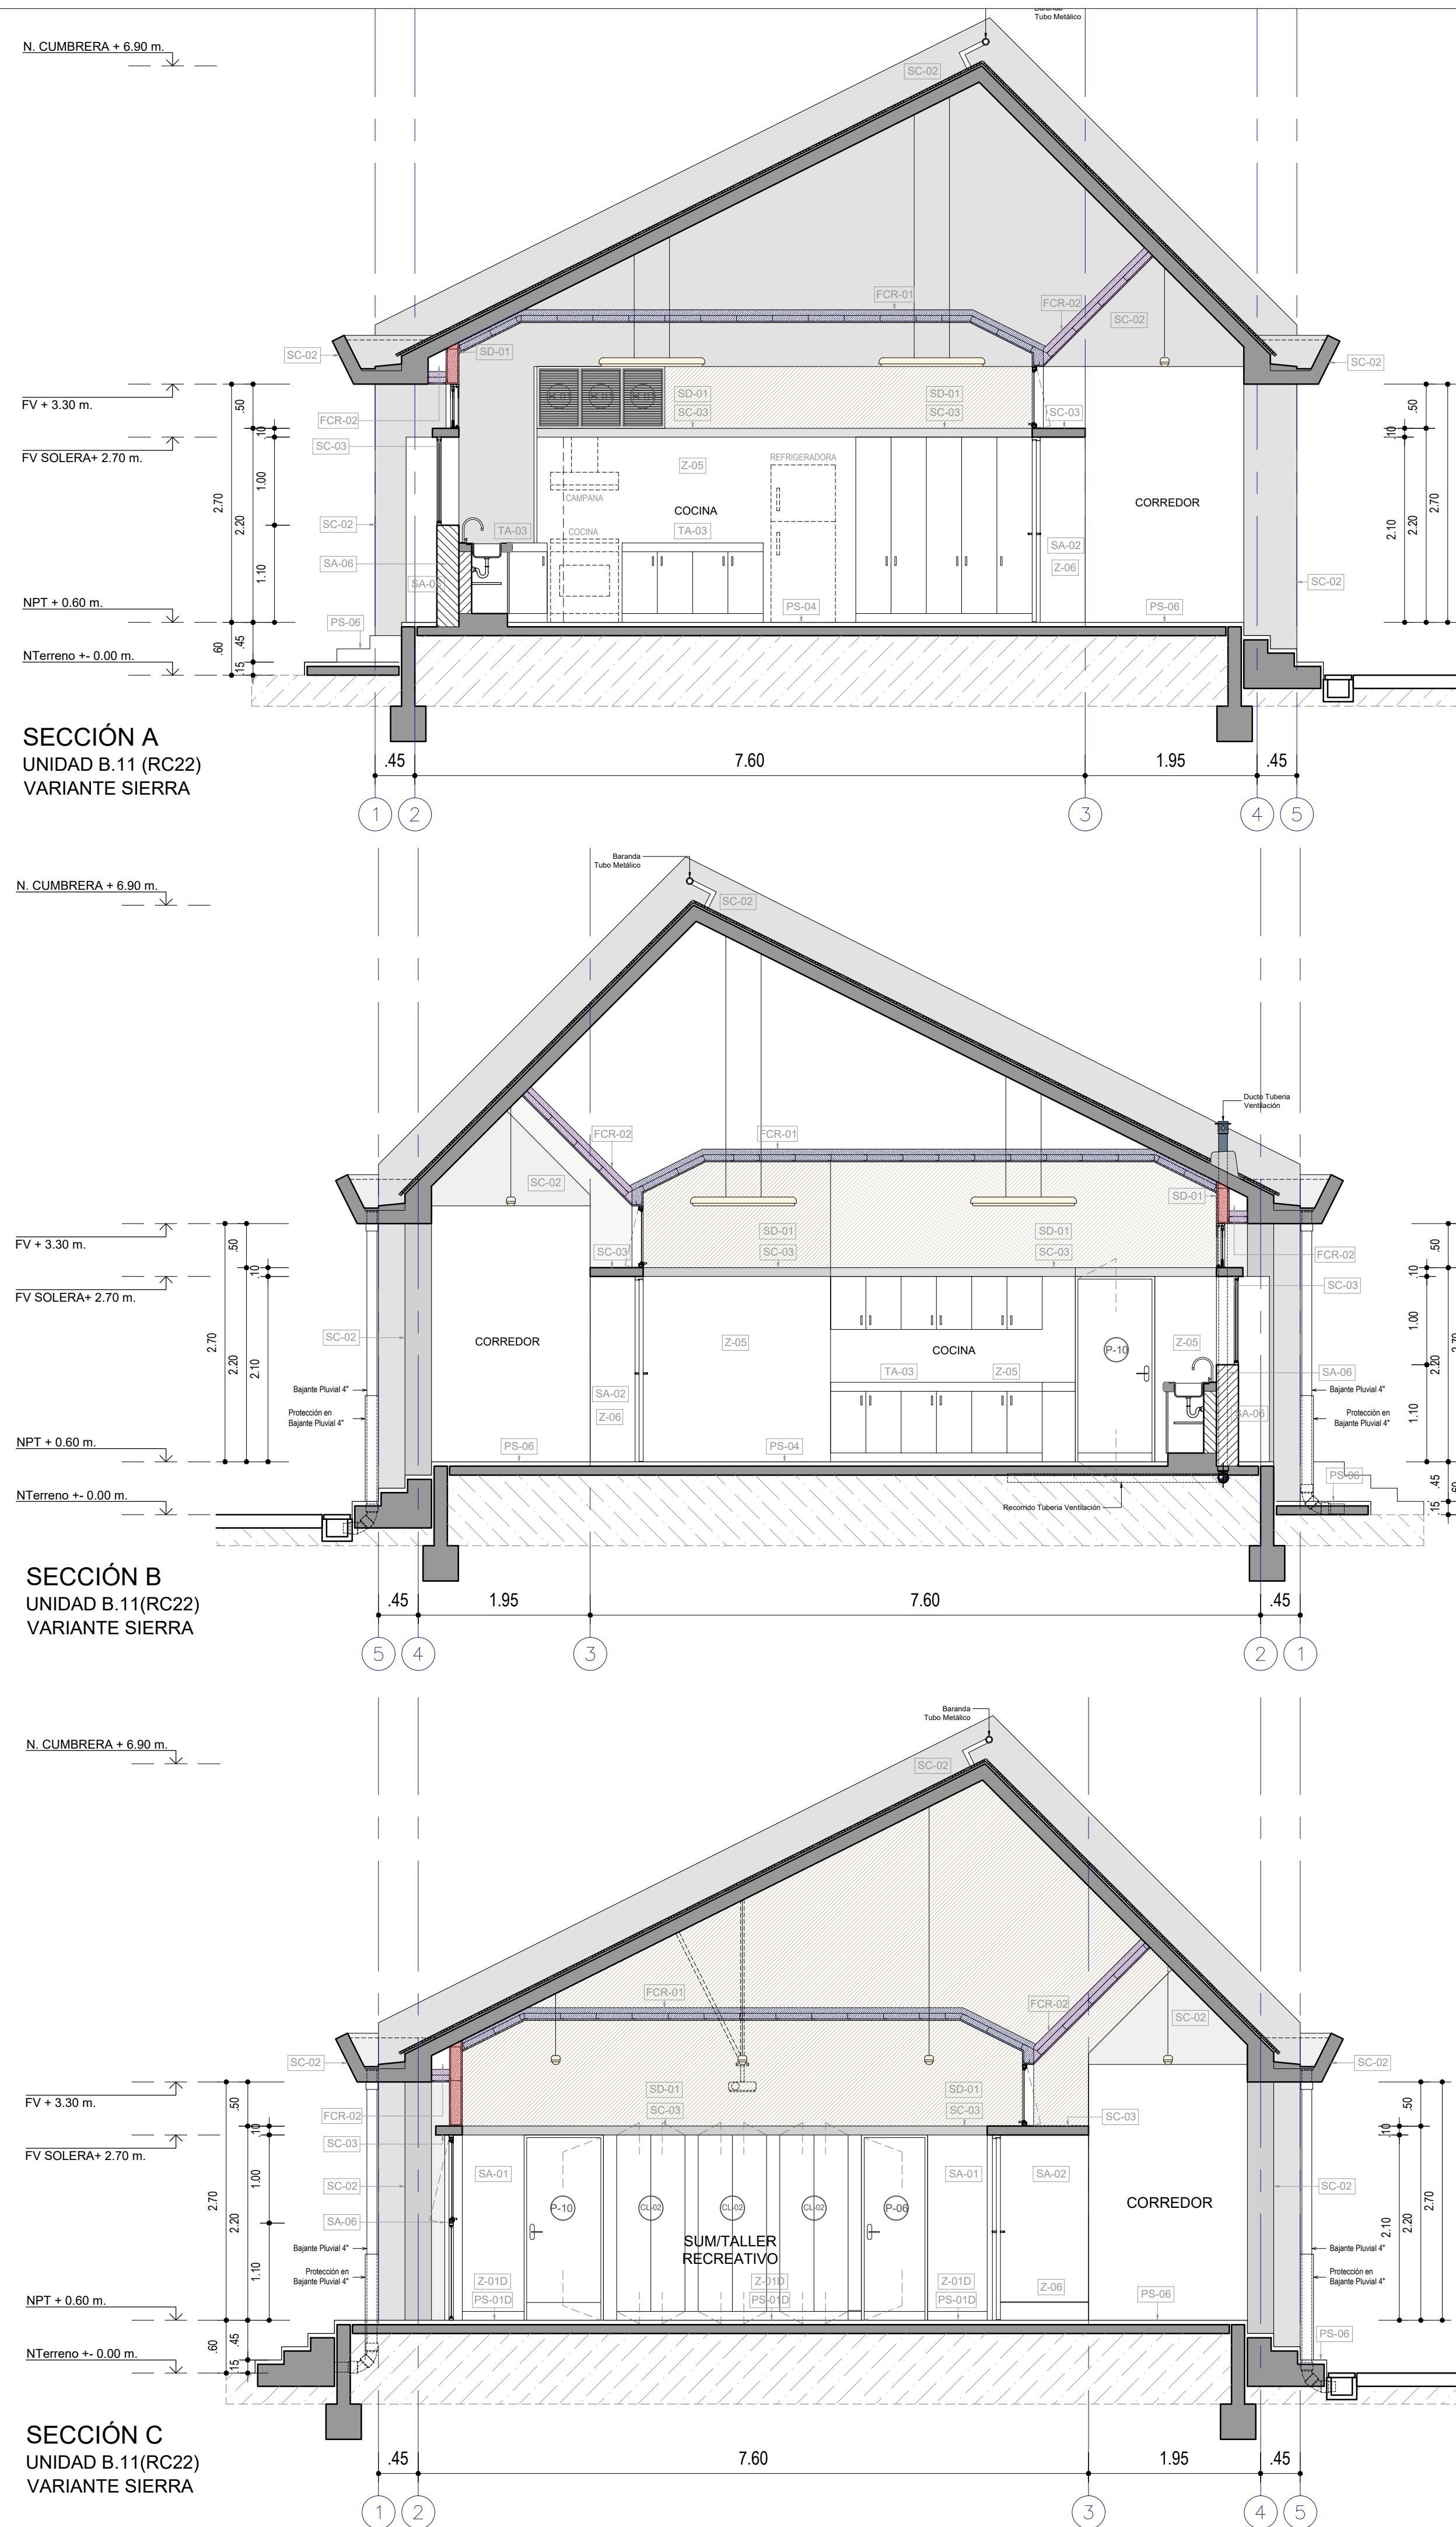 Tubo Metálico
N. CUMBRERA + 6.90 m.
SC-02
FCR-01
FCR-02
SC-02
SC-02
SD-01
SC-02
FV + 3.30 m.
.50
SD-01
SD-01
SC-03
SC-03
SC-03
.50
FCR-02
.10
.10
SC-03
FV SOLERA+ 2.70 m.
Z-05
REFRIGERADORA
1.00
CAMPANA
2.70
2.20
COCINA
CORREDOR
2.10
2.20
2.70
SC-02
TA-03
COCINA
TA-03
SA-02
SA-06
Z-06
1.10
SC-02
NPT + 0.60 m.
PS-04
PS-06
PS-06
.60
.45
NTerreno +- 0.00 m.
.15
SECCIÓN A
UNIDAD B.11 (RC22)
VARIANTE SIERRA
.45
7.60
1.95
.45
1
2
3
4
5
Baranda
Tubo Metálico
N. CUMBRERA + 6.90 m.
SC-02
Ducto Tuberia
Ventilación
FCR-02
FCR-01
SC-02
SD-01
FV + 3.30 m.
.50
SD-01
SD-01
SC-03
SC-03
SC-03
FCR-02
.50
.10
.10
SC-03
FV SOLERA+ 2.70 m.
2.70
2.20
2.10
SC-02
CORREDOR
Z-05
COCINA
P-10
Z-05
1.00
2.20
2.70
TA-03
Z-05
SA-06
Bajante Pluvial 4"
SA-02
Bajante Pluvial 4"
Protección en
Bajante Pluvial 4"
Z-06
SA-06
Protección en
Bajante Pluvial 4"
1.10
NPT + 0.60 m.
PS-06
PS-04
PS-06
.45
NTerreno +- 0.00 m.
Recorrido Tuberia Ventilación
.15
.60
SECCIÓN B
UNIDAD B.11(RC22)
VARIANTE SIERRA
.45
1.95
7.60
.45
5
4
3
2
1
Baranda
Tubo Metálico
N. CUMBRERA + 6.90 m.
SC-02
FCR-01
FCR-02
SC-02
SC-02
SC-02
FV + 3.30 m.
.50
SD-01
SD-01
SC-03
SC-03
SC-03
.50
FCR-02
.10
.10
SC-03
FV SOLERA+ 2.70 m.
1.00
SA-01
SA-01
SA-02
SC-02
SC-02
2.70
2.20
P-10
CL-02
CL-02
CL-02
P-06
CORREDOR
2.10
2.20
2.70
SA-06
SUM/TALLER
RECREATIVO
Bajante Pluvial 4"
Bajante Pluvial 4"
Protección en
Bajante Pluvial 4"
Protección en
Bajante Pluvial 4"
1.10
Z-01D
Z-01D
Z-01D
Z-06
PS-01D
PS-01D
PS-01D
PS-06
NPT + 0.60 m.
.60
.45
PS-06
NTerreno +- 0.00 m.
.15
SECCIÓN C
UNIDAD B.11(RC22)
VARIANTE SIERRA
.45
7.60
1.95
.45
1
2
3
4
5